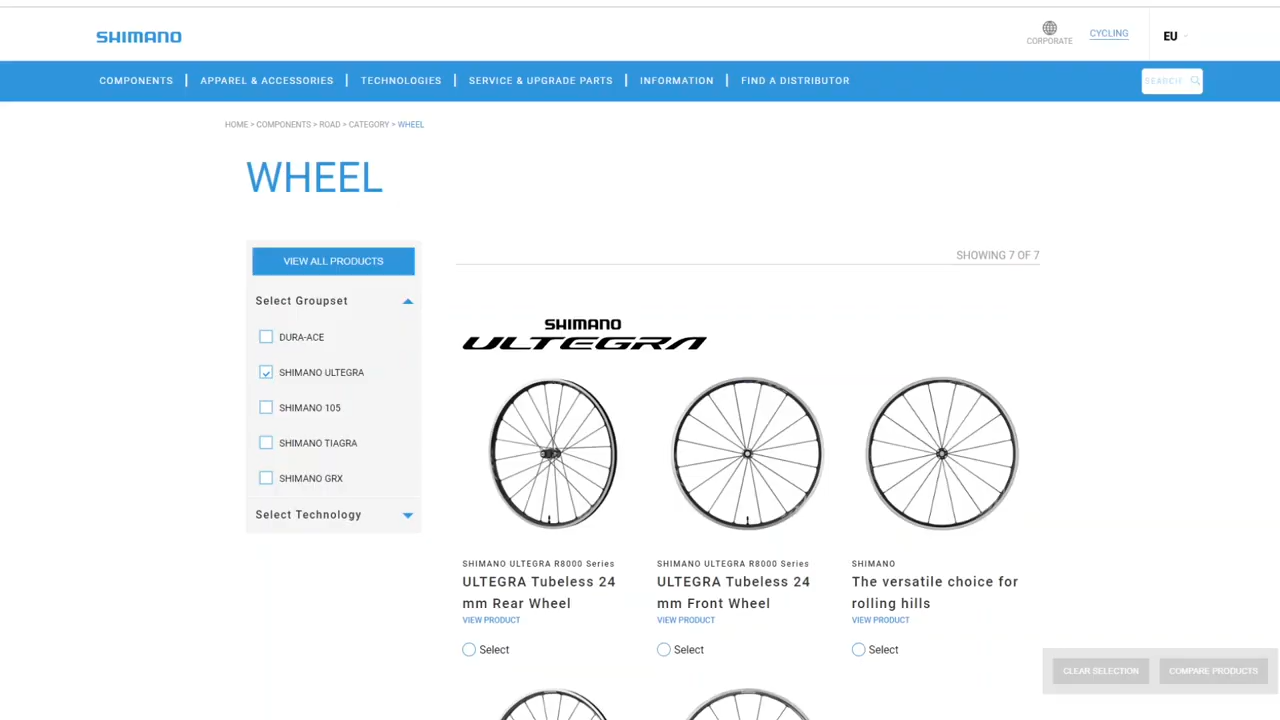 SHIMANO
CORPORATE
CYCLING
EU
COMPONENTS | APPAREL & ACCESSORIES | TECHNOLOGIES | SERVICE & UPGRADE PARTS | INFORMATION | FIND A DISTRIBUTOR
SEARCH
HOME > COMPONENTS > ROAD > CATEGORY > WHEEL
WHEEL
VIEW ALL PRODUCTS
SHOWING 7 OF 7
Select Groupset
DURA-ACE
SHIMANO ULTEGRA
SHIMANO 105
SHIMANO TIAGRA
SHIMANO GRX
Select Technology
SHIMANO
ULTEGRA
SHIMANO ULTEGRA R8000 Series
ULTEGRA Tubeless 24
mm Rear Wheel
VIEW PRODUCT
Select
SHIMANO ULTEGRA R8000 Series
ULTEGRA Tubeless 24
mm Front Wheel
VIEW PRODUCT
Select
SHIMANO
The versatile choice for
rolling hills
VIEW PRODUCT
Select
CLEAR SELECTION
COMPARE PRODUCTS